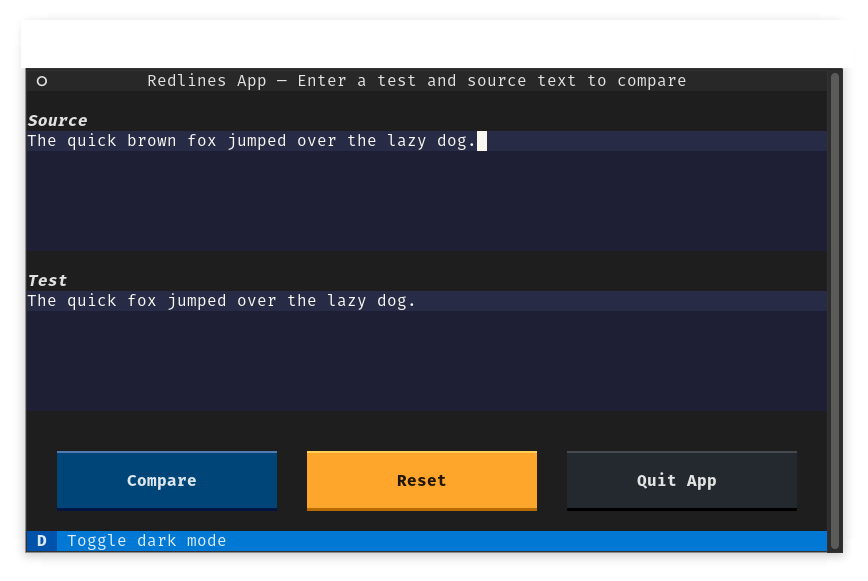 Redlines App — Enter a test and source text to compare
Source
The quick brown fox jumped over the lazy dog.
Test
The quick fox jumped over the lazy dog.
Compare Reset Quit App
D Toggle dark mode